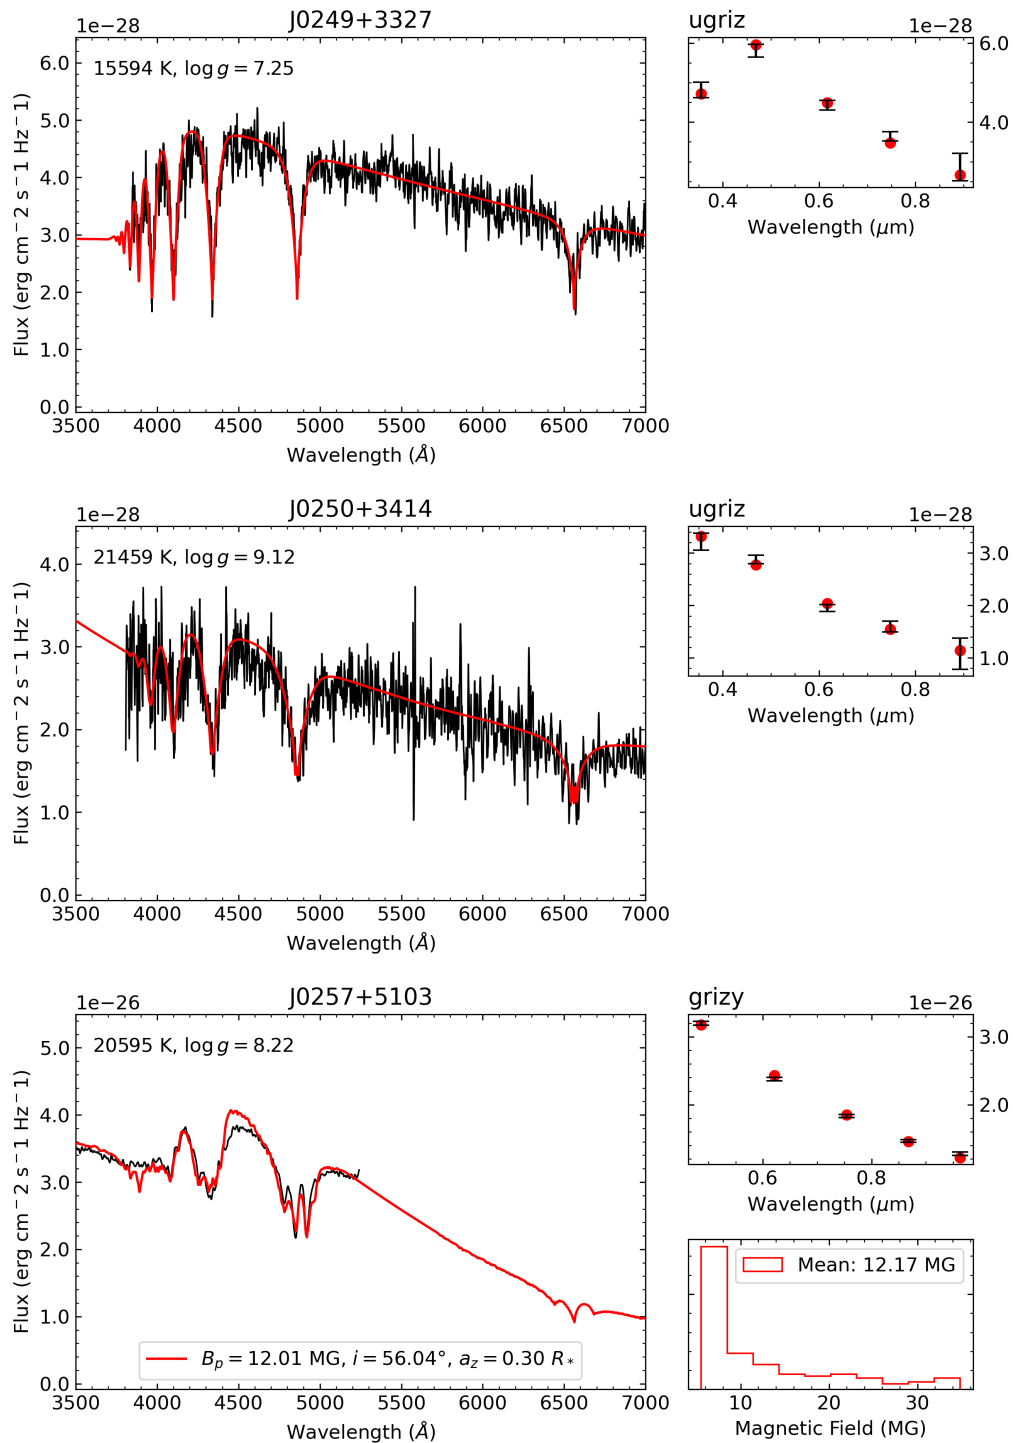 J0249+3327
1e−28
15594 K, log g = 7.25
Flux (erg cm−2 s−1 Hz−1)
6.0
5.0
4.0
3.0
2.0
1.0
0.0
3500 4000 4500 5000 5500 6000 6500 7000
Wavelength (Å)
ugriz
1e−28
6.0
4.0
0.4 0.6 0.8
Wavelength (μm)
J0250+3414
1e−28
21459 K, log g = 9.12
Flux (erg cm−2 s−1 Hz−1)
4.0
3.0
2.0
1.0
0.0
3500 4000 4500 5000 5500 6000 6500 7000
Wavelength (Å)
ugriz
1e−28
3.0
2.0
1.0
0.4 0.6 0.8
Wavelength (μm)
J0257+5103
1e−26
20595 K, log g = 8.22
Flux (erg cm−2 s−1 Hz−1)
5.0
4.0
3.0
2.0
1.0
0.0
Bp = 12.01 MG, i = 56.04°, az = 0.30 R*
3500 4000 4500 5000 5500 6000 6500 7000
Wavelength (Å)
grizy
1e−26
3.0
2.0
0.6 0.8
Wavelength (μm)
Mean: 12.17 MG
10 20 30
Magnetic Field (MG)